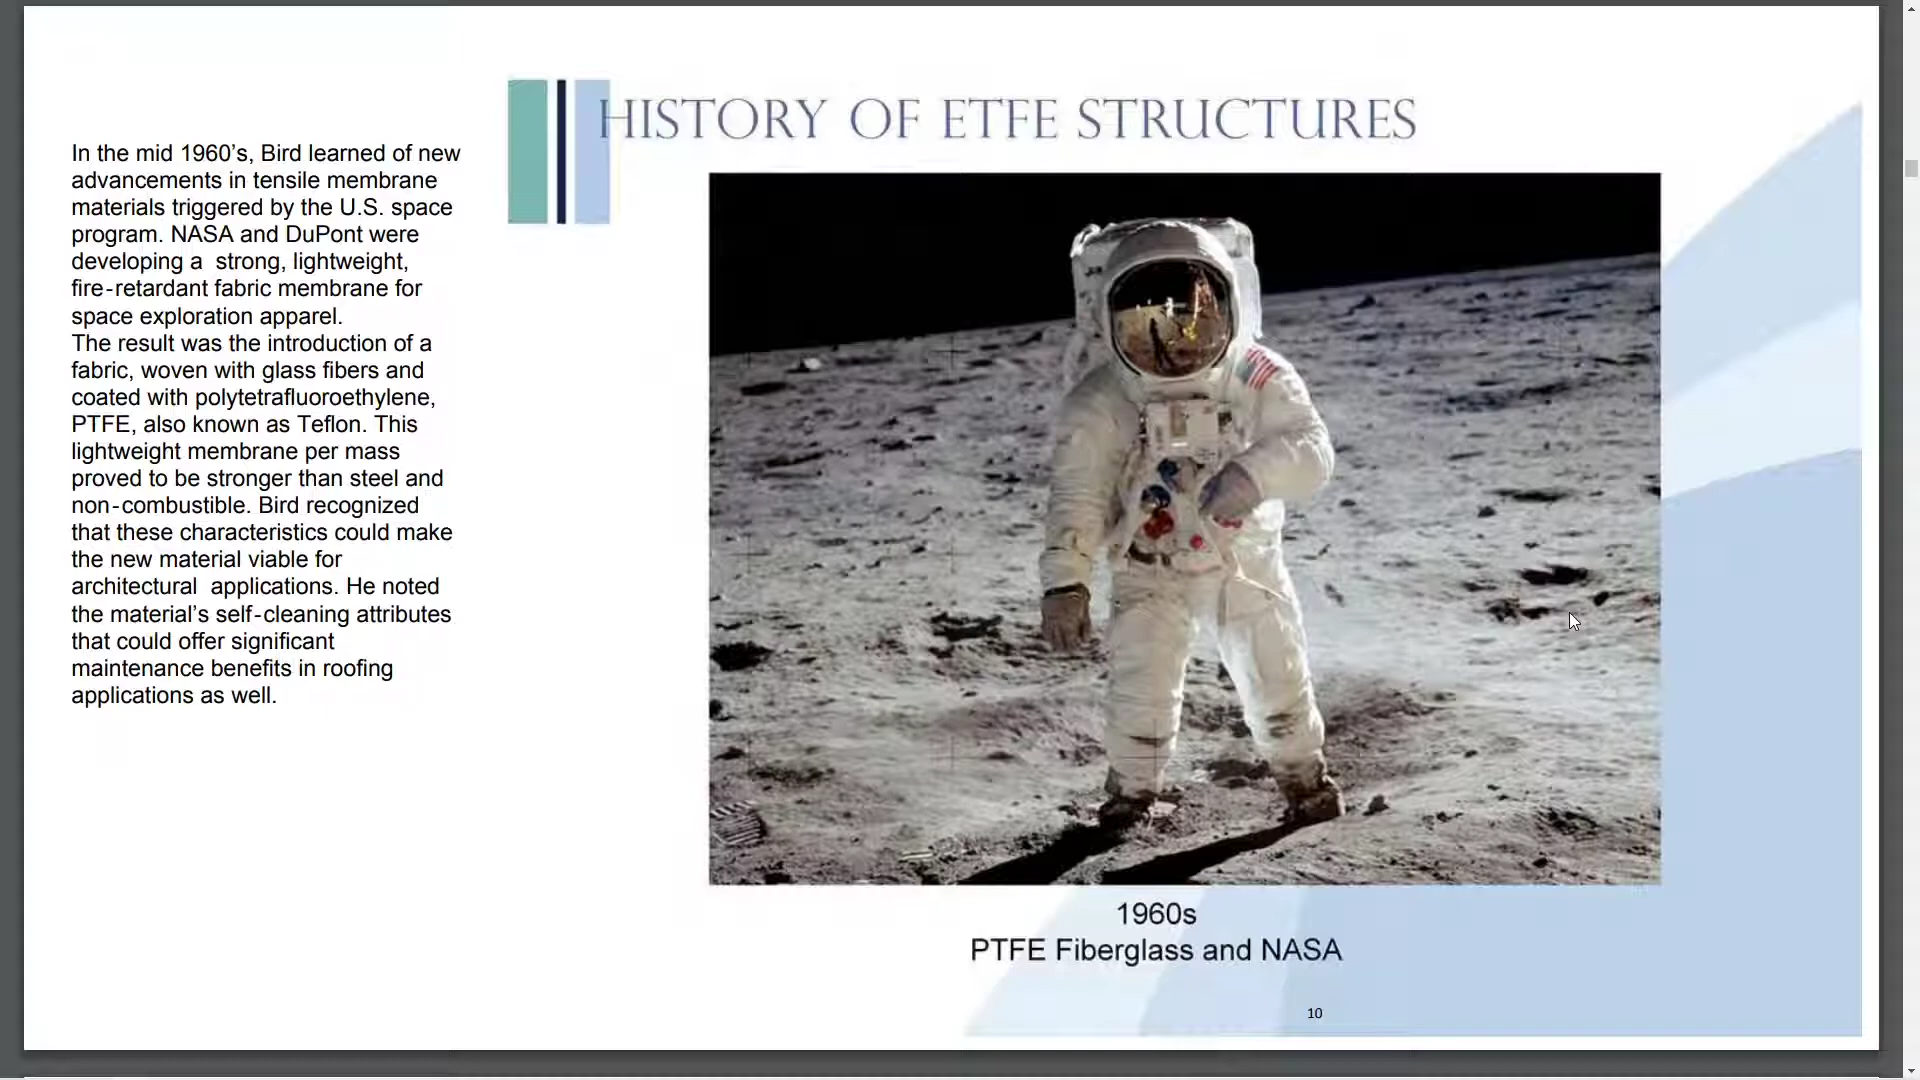 HISTORY OF ETFE STRUCTURES
In the mid 1960’s, Bird learned of new
advancements in tensile membrane
materials triggered by the U.S. space
program. NASA and DuPont were
developing a  strong, lightweight,
fire-retardant fabric membrane for
space exploration apparel.
The result was the introduction of a
fabric, woven with glass fibers and
coated with polytetrafluoroethylene,
PTFE, also known as Teflon. This
lightweight membrane per mass
proved to be stronger than steel and
non-combustible. Bird recognized
that these characteristics could make
the new material viable for
architectural  applications. He noted
the material’s self-cleaning attributes
that could offer significant
maintenance benefits in roofing
applications as well.
1960s
PTFE Fiberglass and NASA
10